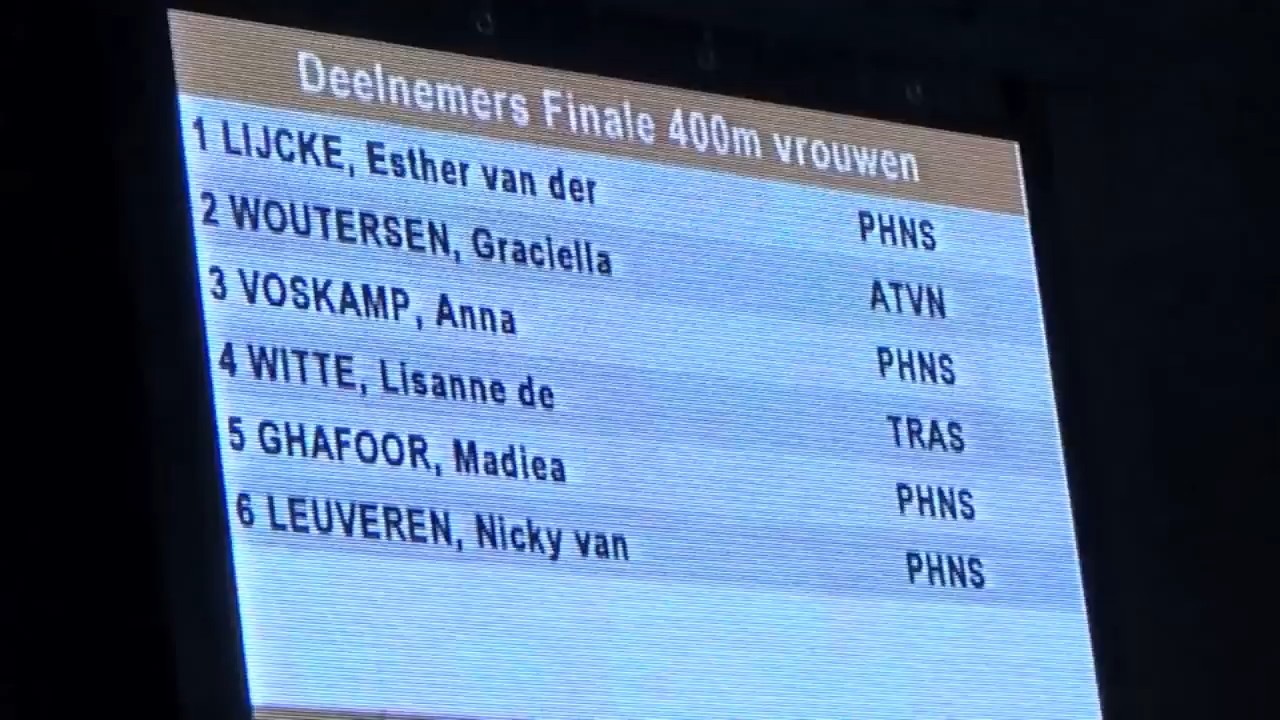 Deelnemers Finale 400m vrouwen
1 LIJCKE, Esther van der PHNS
2 WOUTERSEN, Graciella ATVN
3 VOSKAMP, Anna PHNS
4 WITTE, Lisanne de TRAS
5 GHAFOOR, Madiea PHNS
6 LEUVEREN, Nicky van PHNS